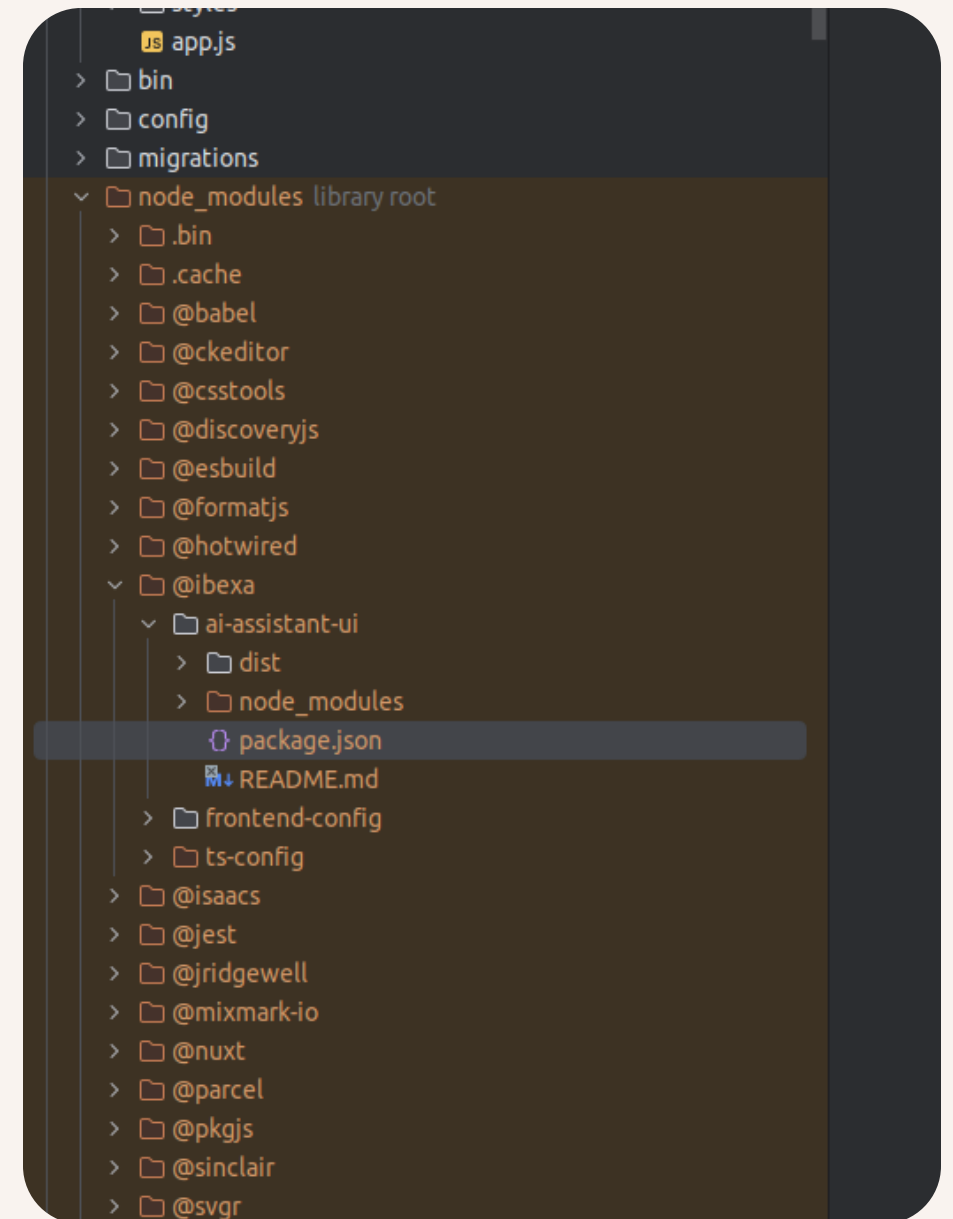 styles
JS app.js
bin
config
migrations
node_modules library root
.bin
.cache
@babel
@ckeditor
@csstools
@discoveryjs
@esbuild
@formatjs
@hotwired
@ibexa
ai-assistant-ui
dist
node_modules
{} package.json
M↓ README.md
frontend-config
ts-config
@isaacs
@jest
@jridgewell
@mixmark-io
@nuxt
@parcel
@pkgjs
@sinclair
@svgr